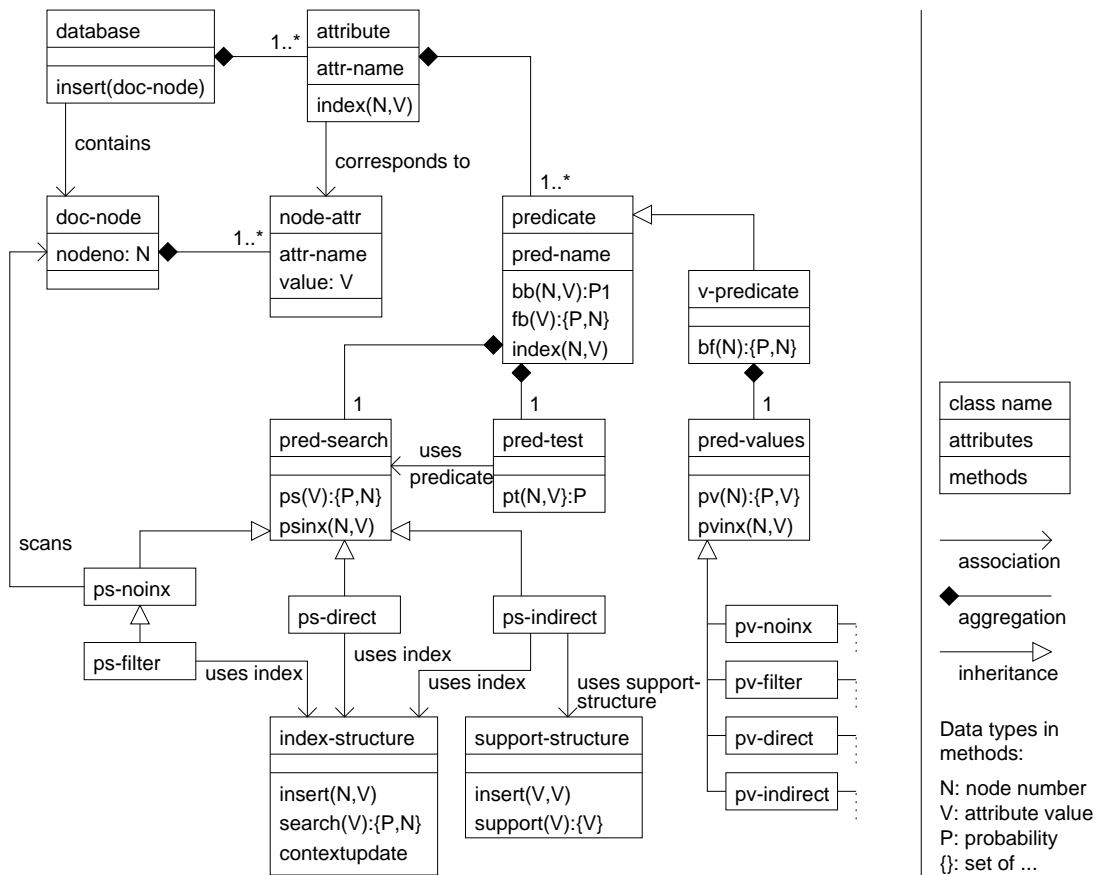 database
insert(doc-node)
1..*
attribute
attr-name
index(N,V)
contains
corresponds to
1..*
doc-node
nodeno: N
1..*
node-attr
attr-name
value: V
predicate
pred-name
bb(N,V):P1
fb(V):{P,N}
index(N,V)
v-predicate
bf(N):{P,N}
1
1
1
pred-search
ps(V):{P,N}
psinx(N,V)
uses
predicate
pred-test
pt(N,V}:P
pred-values
pv(N):{P,V}
pvinx(N,V)
class name
attributes
methods
scans
association
ps-noinx
ps-direct
ps-indirect
pv-noinx
aggregation
ps-filter
uses index
uses index
uses index
uses support-
structure
pv-filter
inheritance
index-structure
insert(N,V)
search(V):{P,N}
contextupdate
support-structure
insert(V,V)
support(V):{V}
pv-direct
pv-indirect
Data types in
methods:
N: node number
V: attribute value
P: probability
{}: set of ...